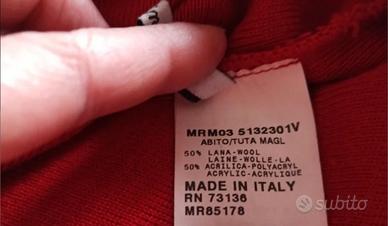 MRM03 5132301V
ABITO/TUTA MAGL
50% LANA-WOOL
LAINE-WOLLE-LA
50% ACRILICA-POLYACRYL
ACRYLIC-ACRYLIQUE
MADE IN ITALY
RN 73136
MR85178
subito